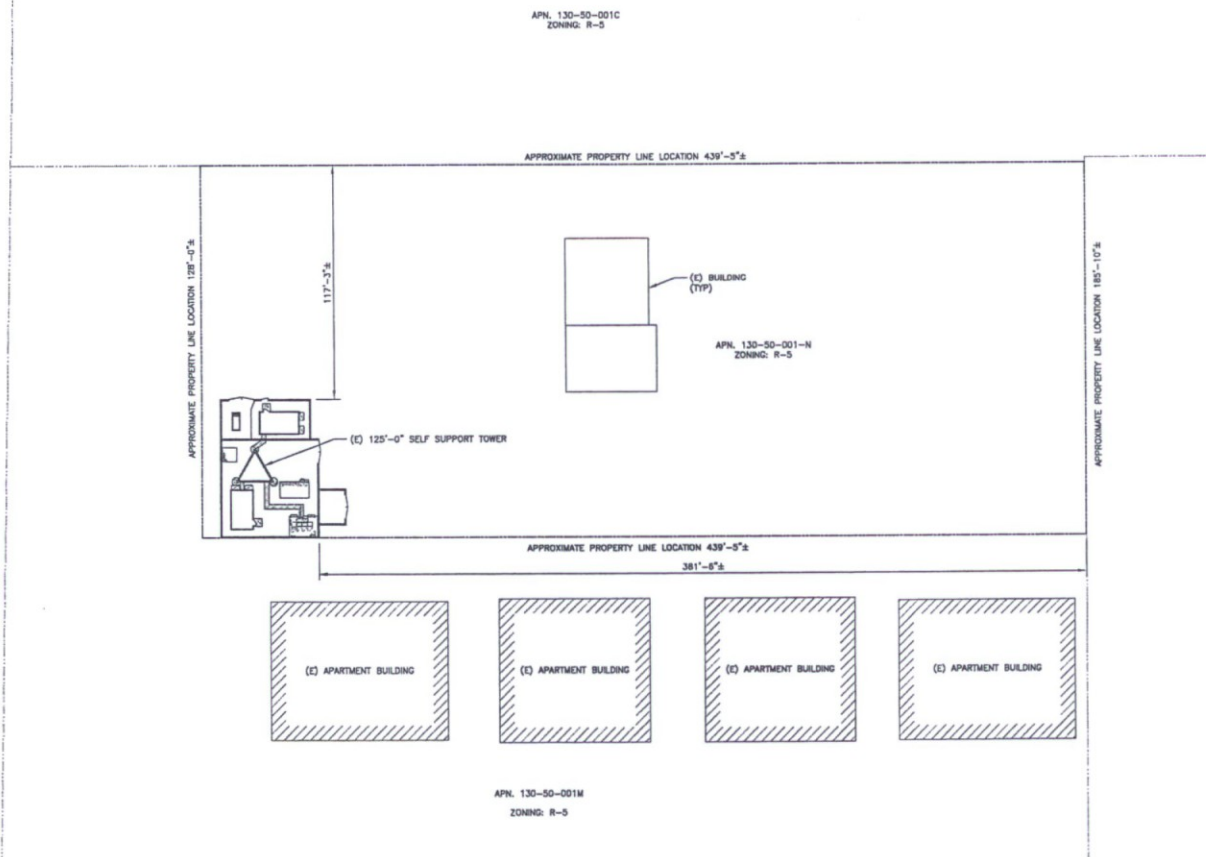 APN. 130-50-001C
ZONING: R-5
APPROXIMATE PROPERTY LINE LOCATION 439'-5"±
APPROXIMATE PROPERTY LINE LOCATION 128'-0"±
117'-3"±
(E) BUILDING
(TYP)
APN. 130-50-001-N
ZONING: R-5
APPROXIMATE PROPERTY LINE LOCATION 185'-10"±
(E) 125'-0" SELF SUPPORT TOWER
APPROXIMATE PROPERTY LINE LOCATION 439'-5"±
381'-6"±
(E) APARTMENT BUILDING
(E) APARTMENT BUILDING
(E) APARTMENT BUILDING
(E) APARTMENT BUILDING
APN. 130-50-001M
ZONING: R-5